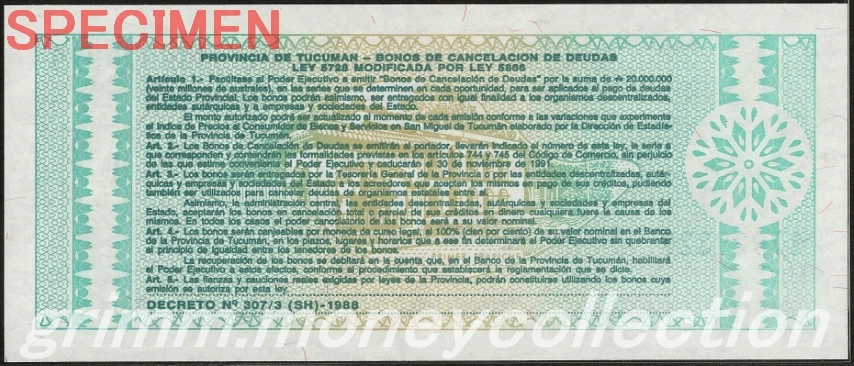 SPECIMEN
PROVINCIA DE TUCUMAN - BONOS DE CANCELACION DE DEUDAS
LEY 5728 MODIFICADA POR LEY 5866
Artículo 1.- Facúltase al Poder Ejecutivo a emitir "Bonos de Cancelación de Deudas" por la suma de ₳ 20.000.000
(veinte millones de australes), en las series que se determinen en cada oportunidad, para ser aplicados al pago de deudas
del Estado Provincial. Los bonos podrán asimismo, ser entregados con igual finalidad a los organismos descentralizados,
entidades autárquicas y a empresas y sociedades del Estado.
El monto autorizado podrá ser actualizado al momento de cada emisión conforme a las variaciones que experimente
el Indice de Precios al Consumidor de Bienes y Servicios en San Miguel de Tucumán elaborado por la Dirección de Estadís-
tica de la Provincia de Tucumán.
Art. 2.- Los Bonos de Cancelación de Deudas se emitirán al portador, llevarán indicado el número de esta ley, la serie a
que corresponden y contendrán las formalidades previstas en los artículos 744 y 745 del Código de Comercio, sin perjuicio
de las que estime conveniente el Poder Ejecutivo y caducarán el 30 de noviembre de 1991.
Art. 3.- Los bonos serán entregados por la Tesorería General de la Provincia o por las entidades descentralizadas, autár-
quicas y empresas y sociedades del Estado a los acreedores que acepten los mismos en pago de sus créditos, pudiendo
también ser utilizados para cancelar deudas de organismos estatales entre sí.
Asimismo, la administración central, las entidades descentralizadas, autárquicas y sociedades y empresas del
Estado, aceptarán los bonos en cancelación total o parcial de sus créditos en dinero cualquiera fuere la causa de los
mismos. En todos los casos el poder cancelatorio de los bonos será a su valor nominal.
Art. 4.- Los bonos serán canjeables por moneda de curso legal, al 100% (cien por ciento) de su valor nominal en el Banco
de la Provincia de Tucumán, en los plazos, lugares y horarios que a ese fin determinará el Poder Ejecutivo sin quebrantar
el principio de igualdad entre los tenedores de los bonos.
La recuperación de los bonos se debitará en la cuenta que, en el Banco de la Provincia de Tucumán, habilitará
el Poder Ejecutivo a estos efectos, conforme al procedimiento que establecerá la reglamentación que se dicte.
Art. 5.- Las fianzas y cauciones reales exigidas por leyes de la Provincia, podrán constituirse utilizando los bonos cuya
emisión se autoriza por esta ley.
DECRETO Nº 307/3 (SH)-1988
grimm.moneycollection